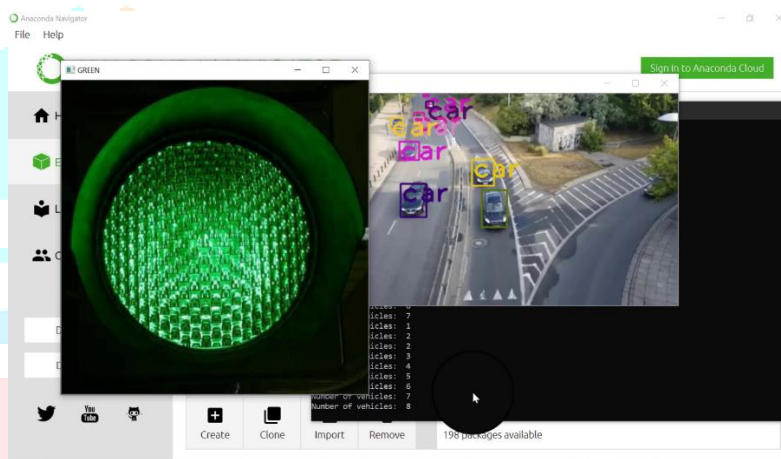 Anaconda Navigator
File Help
GREEN
Sign in to Anaconda Cloud
car
car
car
car
car
icles: 7
icles: 1
icles: 2
icles: 2
icles: 3
icles: 4
icles: 5
icles: 6
Number of vehicles: 7
Number of vehicles: 8
You
Tube
Create Clone Import Remove
198 packages available